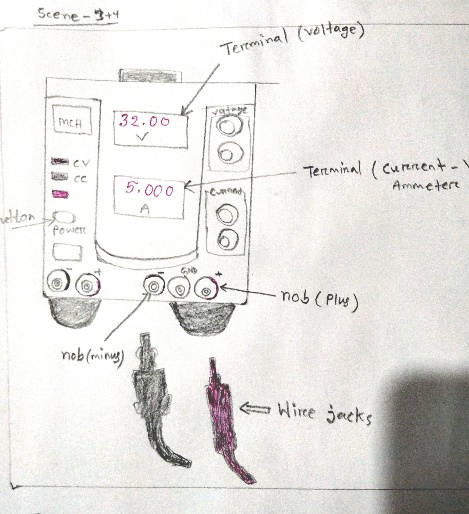 Scene-3+4
Terminal (voltage)
MCH
32.00
V
Voltage
CV
CC
5.000
A
Terminal (Current -
Ammetere
Current
Power
- + - GND +
nob (Plus)
nob (minus)
Wire jacks